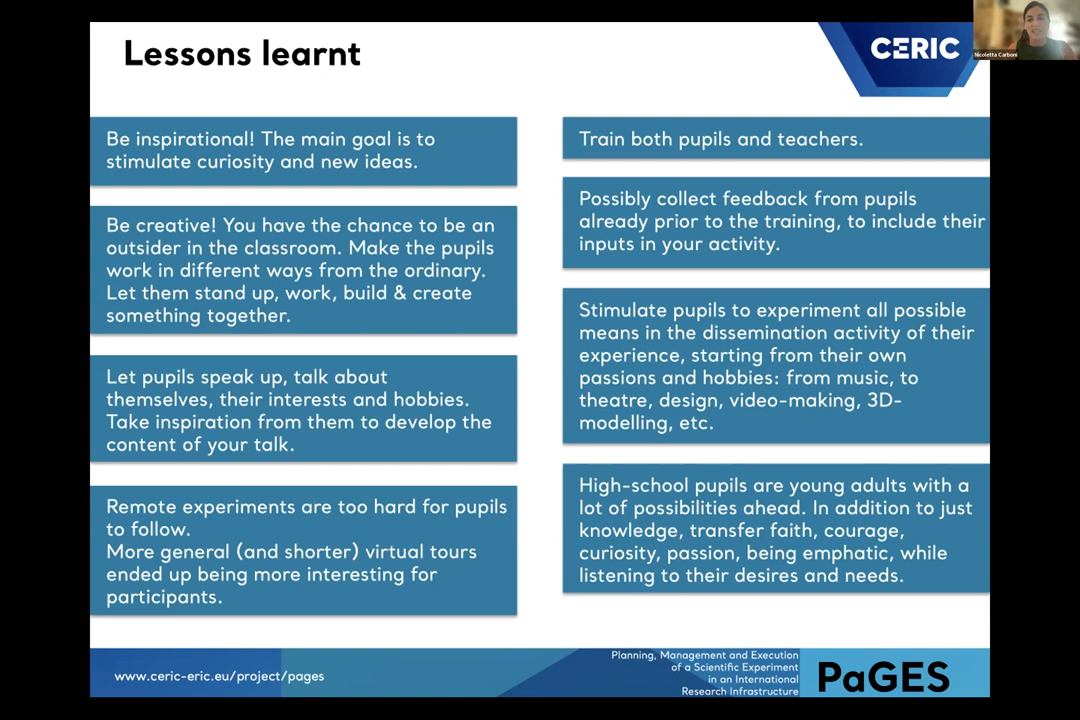 Lessons learnt
CERIC
Nicoletta Carboni
Be inspirational! The main goal is to
stimulate curiosity and new ideas.
Be creative! You have the chance to be an
outsider in the classroom. Make the pupils
work in different ways from the ordinary.
Let them stand up, work, build & create
something together.
Let pupils speak up, talk about
themselves, their interests and hobbies.
Take inspiration from them to develop the
content of your talk.
Remote experiments are too hard for pupils
to follow.
More general (and shorter) virtual tours
ended up being more interesting for
participants.
Train both pupils and teachers.
Possibly collect feedback from pupils
already prior to the training, to include their
inputs in your activity.
Stimulate pupils to experiment all possible
means in the dissemination activity of their
experience, starting from their own
passions and hobbies: from music, to
theatre, design, video-making, 3D-
modelling, etc.
High-school pupils are young adults with a
lot of possibilities ahead. In addition to just
knowledge, transfer faith, courage,
curiosity, passion, being emphatic, while
listening to their desires and needs.
www.ceric-eric.eu/project/pages
Planning, Management and Execution
of a Scientific Experiment
in an International
Research Infrastructure
PaGES